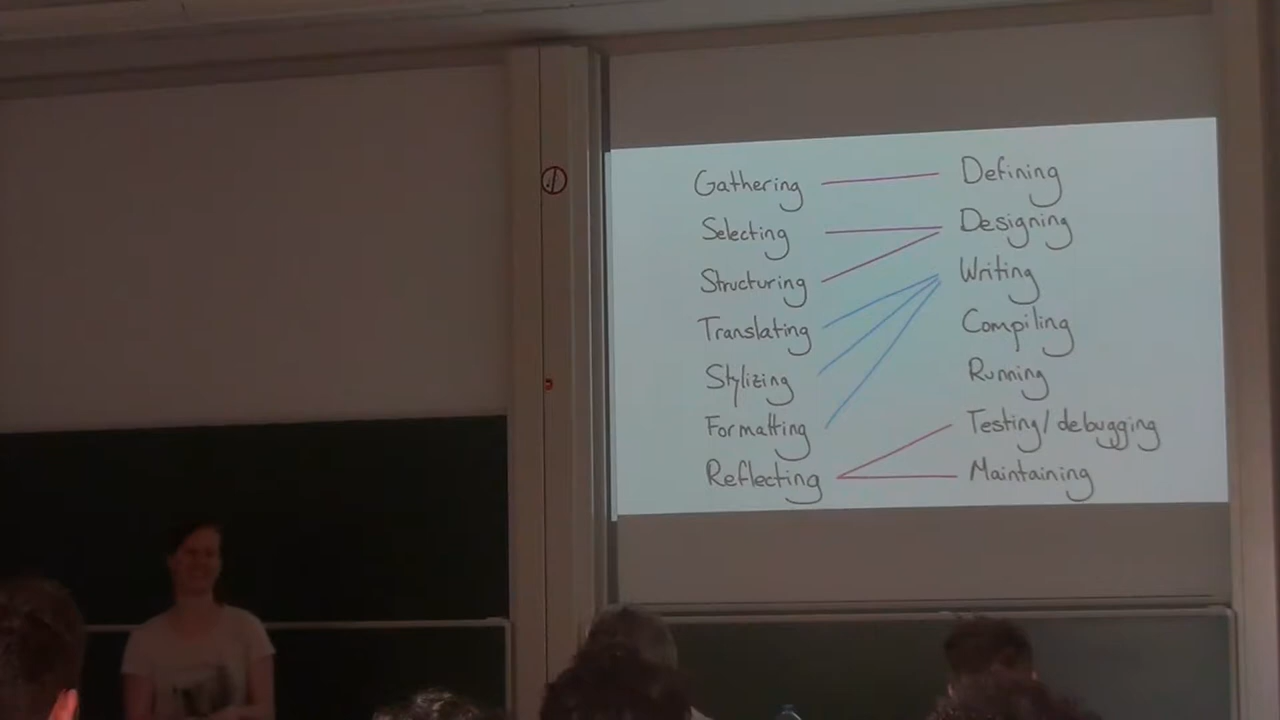 Gathering Defining
Selecting Designing
Structuring Writing
Translating Compiling
Stylizing Running
Formatting Testing/debugging
Reflecting Maintaining